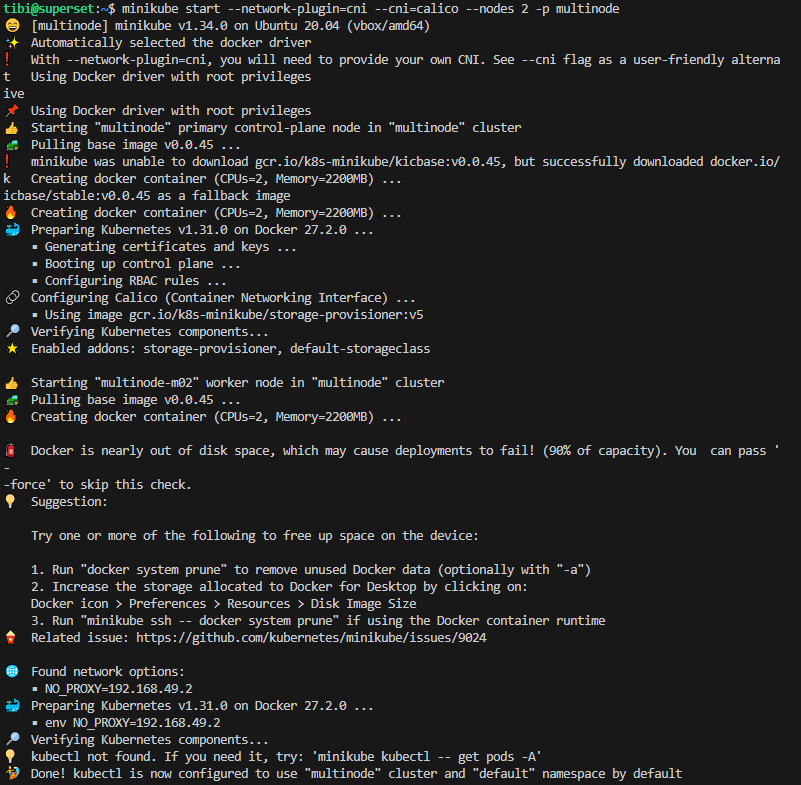 tibi@superset:~$ minikube start --network-plugin=cni --cni=calico --nodes 2 -p multinode
😄 [multinode] minikube v1.34.0 on Ubuntu 20.04 (vbox/amd64)
✨ Automatically selected the docker driver
❗ With --network-plugin=cni, you will need to provide your own CNI. See --cni flag as a user-friendly alterna
t Using Docker driver with root privileges
ive
📌 Using Docker driver with root privileges
👍 Starting "multinode" primary control-plane node in "multinode" cluster
🚜 Pulling base image v0.0.45 ...
❗ minikube was unable to download gcr.io/k8s-minikube/kicbase:v0.0.45, but successfully downloaded docker.io/
k Creating docker container (CPUs=2, Memory=2200MB) ...
icbase/stable:v0.0.45 as a fallback image
🔥 Creating docker container (CPUs=2, Memory=2200MB) ...
🐳 Preparing Kubernetes v1.31.0 on Docker 27.2.0 ...
▪ Generating certificates and keys ...
▪ Booting up control plane ...
▪ Configuring RBAC rules ...
🔗 Configuring Calico (Container Networking Interface) ...
▪ Using image gcr.io/k8s-minikube/storage-provisioner:v5
🔎 Verifying Kubernetes components...
🌟 Enabled addons: storage-provisioner, default-storageclass
👍 Starting "multinode-m02" worker node in "multinode" cluster
🚜 Pulling base image v0.0.45 ...
🔥 Creating docker container (CPUs=2, Memory=2200MB) ...
🧯 Docker is nearly out of disk space, which may cause deployments to fail! (90% of capacity). You can pass '
-
-force' to skip this check.
💡 Suggestion:
Try one or more of the following to free up space on the device:
1. Run "docker system prune" to remove unused Docker data (optionally with "-a")
2. Increase the storage allocated to Docker for Desktop by clicking on:
Docker icon > Preferences > Resources > Disk Image Size
3. Run "minikube ssh -- docker system prune" if using the Docker container runtime
🍿 Related issue: https://github.com/kubernetes/minikube/issues/9024
🌐 Found network options:
▪ NO_PROXY=192.168.49.2
🐳 Preparing Kubernetes v1.31.0 on Docker 27.2.0 ...
▪ env NO_PROXY=192.168.49.2
🔎 Verifying Kubernetes components...
💡 kubectl not found. If you need it, try: 'minikube kubectl -- get pods -A'
🏄 Done! kubectl is now configured to use "multinode" cluster and "default" namespace by default